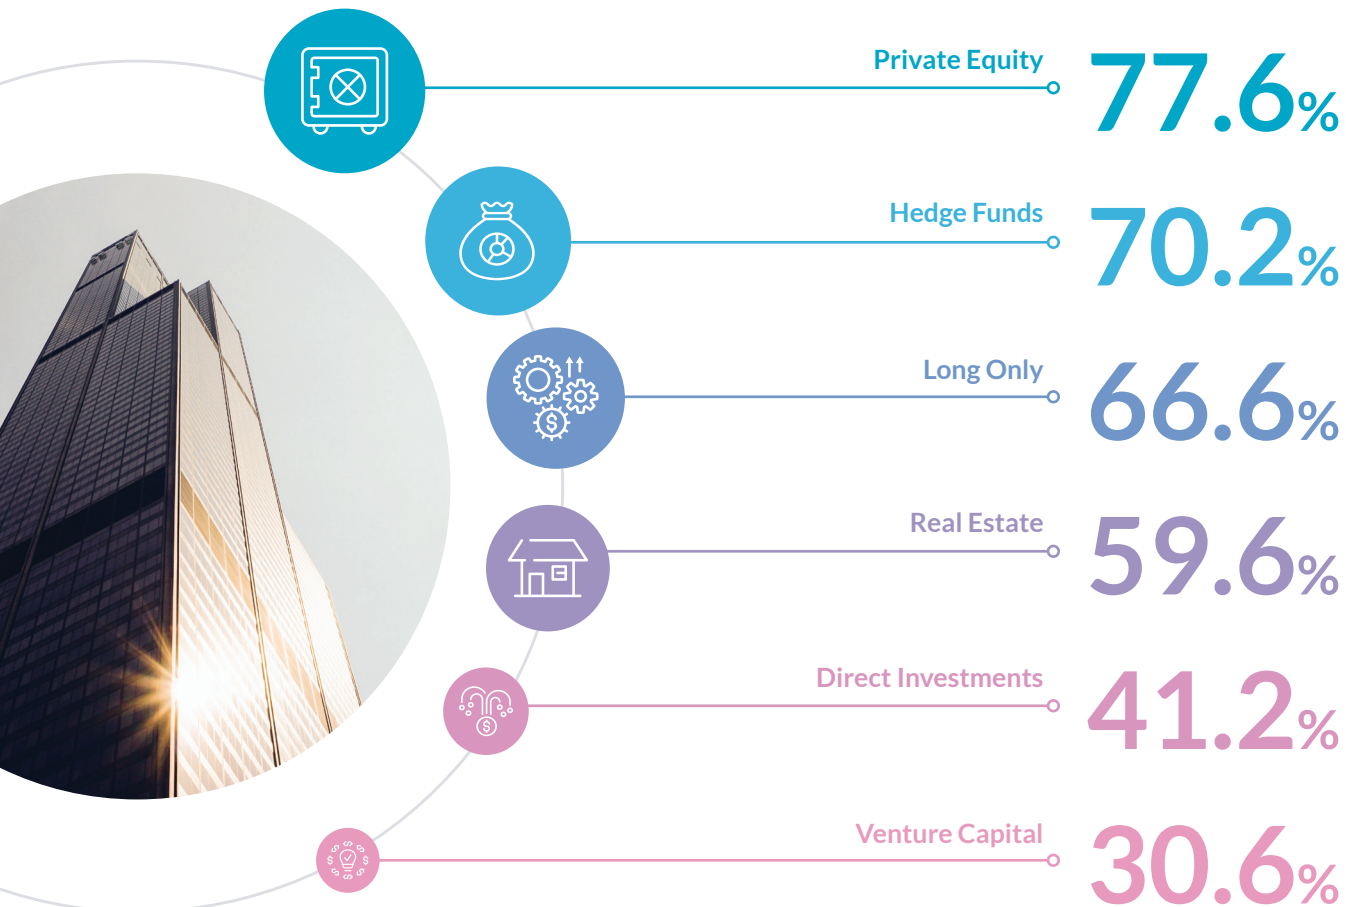 Private Equity
77.6%
Hedge Funds
70.2%
Long Only
66.6%
Real Estate
59.6%
Direct Investments
41.2%
Venture Capital
30.6%